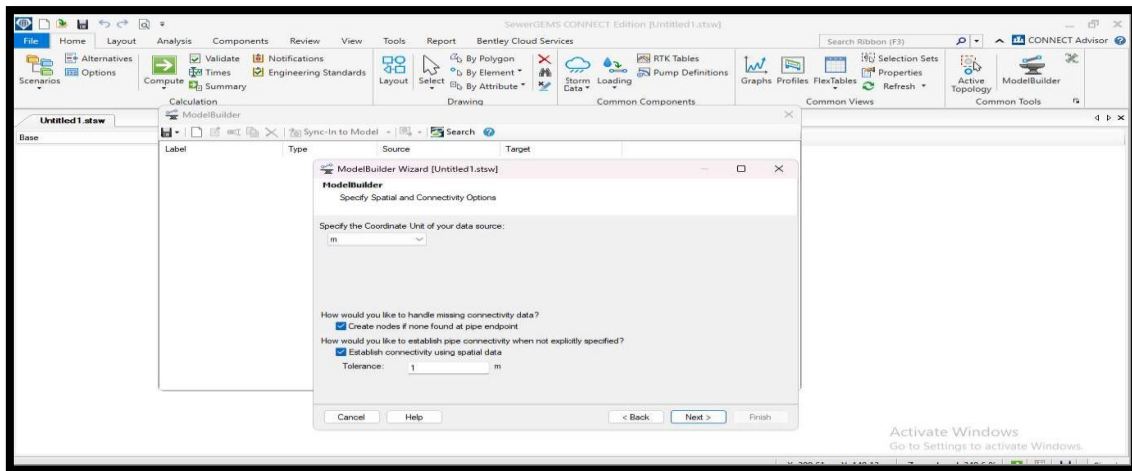 SewerGEMS CONNECT Edition [Untitled1.stsw]
File Home Layout Analysis Components Review View Tools Report Bentley Cloud Services Search Ribbon (F3) CONNECT Advisor
Scenarios Alternatives Options
Compute Validate Times Summary Notifications Engineering Standards
Calculation
Layout Select By Polygon By Element By Attribute
Drawing
Storm Data Loading RTK Tables Pump Definitions
Common Components
Graphs Profiles FlexTables Selection Sets Properties Refresh
Common Views
Active Topology ModelBuilder
Common Tools
Untitled1.stsw
Base
ModelBuilder
Sync-In to Model Search
Label Type Source Target
ModelBuilder Wizard [Untitled1.stsw]
ModelBuilder
Specify Spatial and Connectivity Options
Specify the Coordinate Unit of your data source:
m
How would you like to handle missing connectivity data?
Create nodes if none found at pipe endpoint
How would you like to establish pipe connectivity when not explicitly specified?
Establish connectivity using spatial data
Tolerance: 1 m
Cancel Help < Back Next > Finish
Activate Windows
Go to Settings to activate Windows.